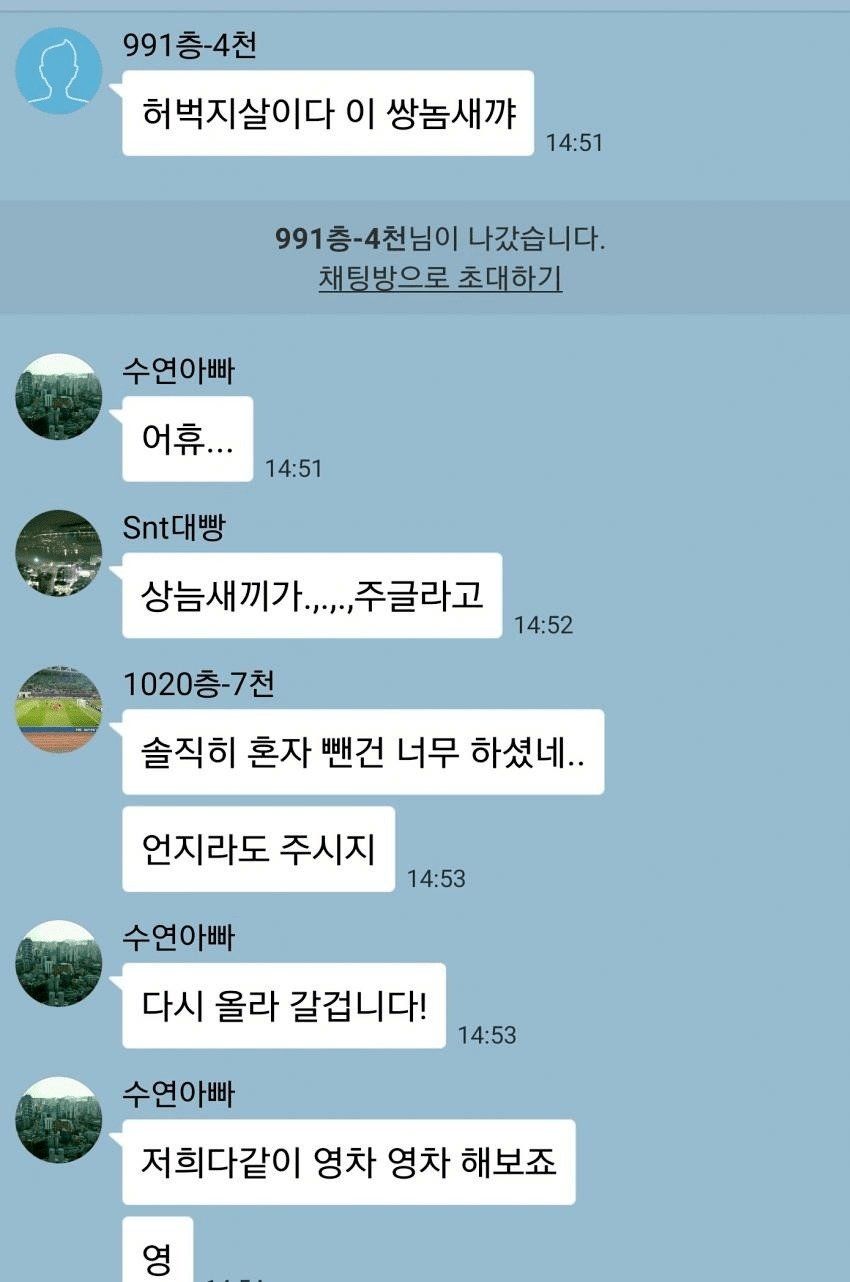 991층-4천
허벅지살이다 이 쌍놈새꺄
14:51
991층-4천님이 나갔습니다.
채팅방으로 초대하기
수연아빠
어휴...
14:51
Snt대빵
상늠새끼가.,.,.,주글라고
14:52
1020층-7천
솔직히 혼자 뺀건 너무 하셨네..
언지라도 주시지
14:53
수연아빠
다시 올라 갈겁니다!
14:53
수연아빠
저희다같이 영차 영차 해보죠
영